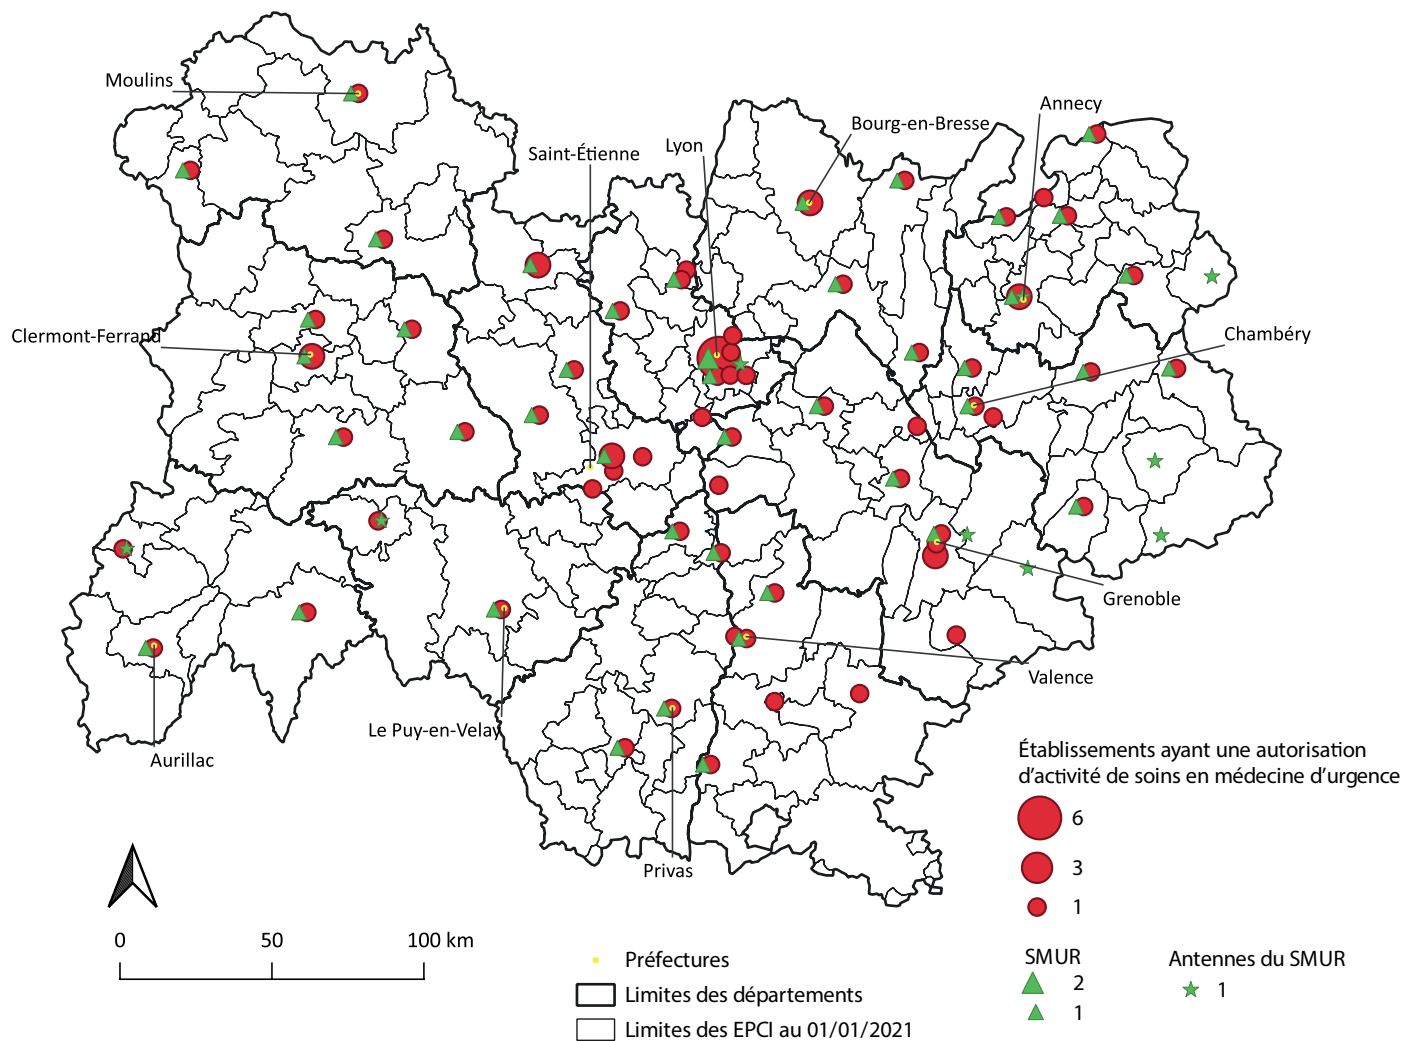 Moulins
Annecy
Bourg-en-Bresse
Lyon
Saint-Étienne
Clermont-Ferrand
Chambéry
Grenoble
Valence
Le Puy-en-Velay
Aurillac
Privas
Établissements ayant une autorisation
d'activité de soins en médecine d'urgence
6
3
1
0 50 100 km
Préfectures
Limites des départements
Limites des EPCI au 01/01/2021
SMUR
2
1
Antennes du SMUR
1